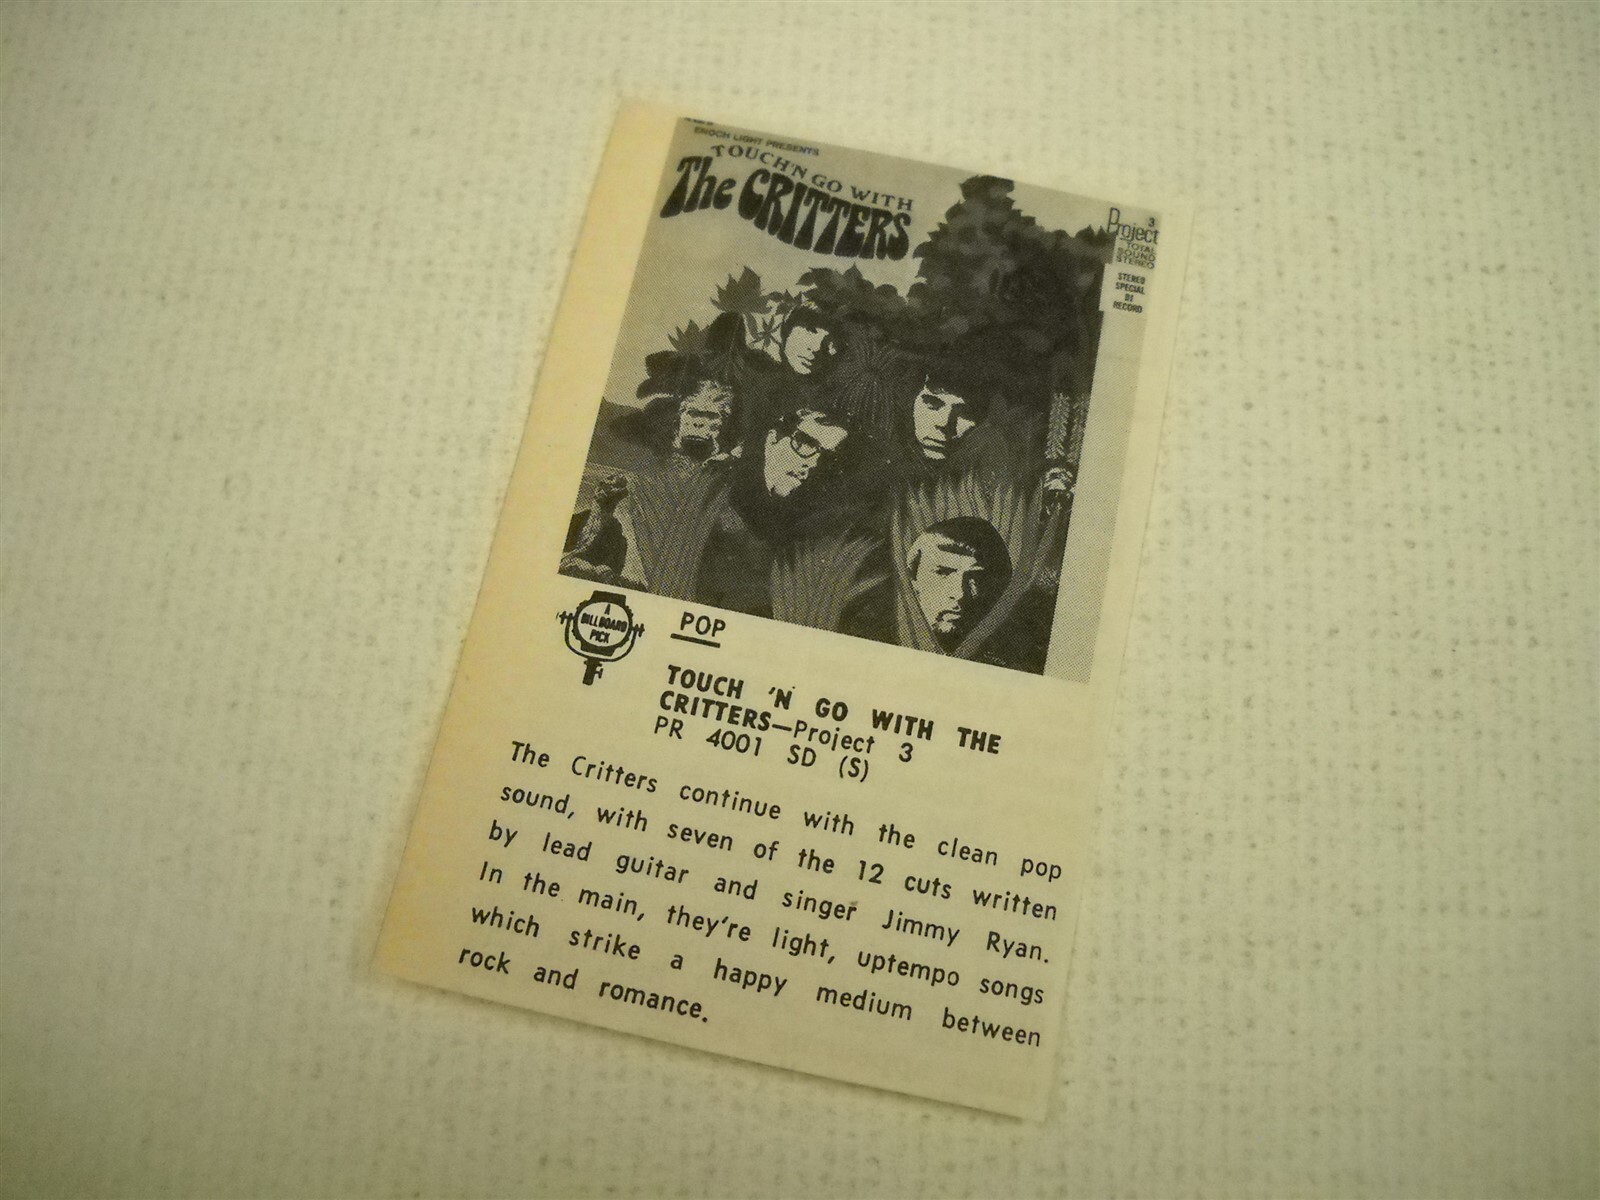 ENOCH LIGHT PRESENTS
TOUCH 'N GO WITH
The CRITTERS
3
Project
TOTAL
SOUND
STEREO
STEREO
SPECIAL
DJ
RECORD
A
BILLBOARD
PICK
POP
TOUCH 'N GO WITH THE
CRITTERS—Project 3
PR 4001 SD (S)
The Critters continue with the clean pop
sound, with seven of the 12 cuts written
by lead guitar and singer Jimmy Ryan.
In the main, they're light, uptempo songs
which strike a happy medium between
rock and romance.